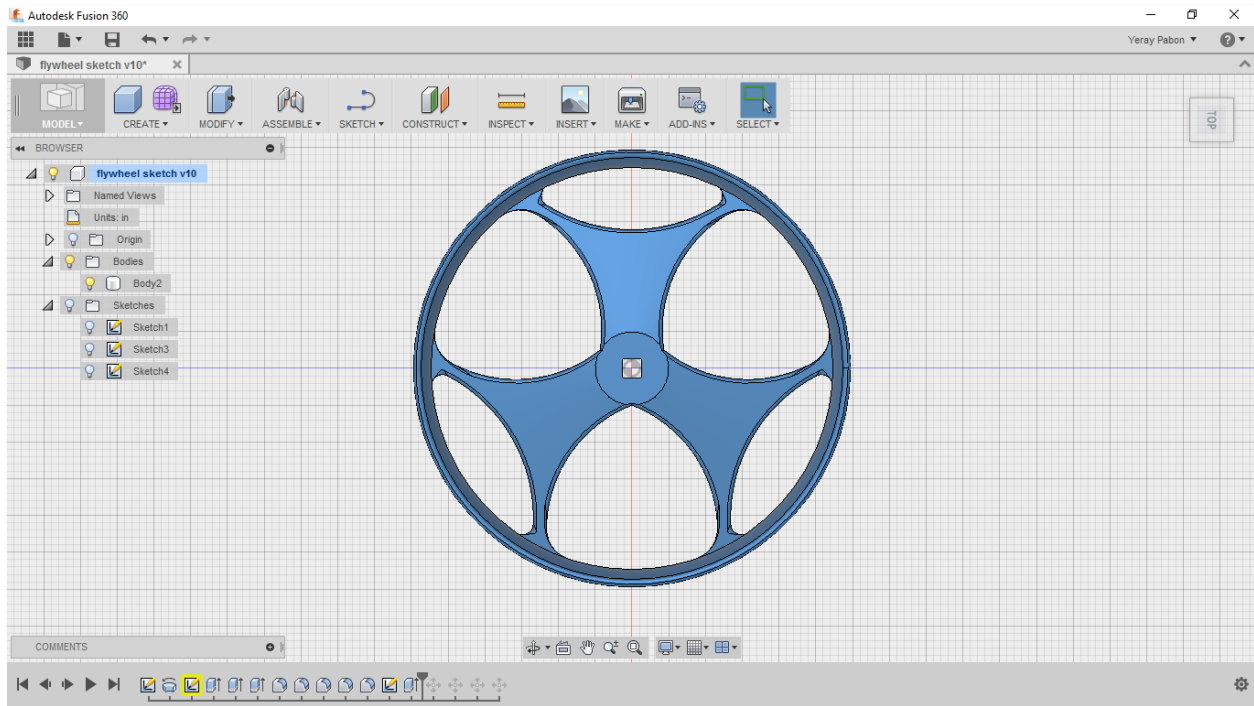 Autodesk Fusion 360
Yeray Pabon
flywheel sketch v10*
MODEL
CREATE
MODIFY
ASSEMBLE
SKETCH
CONSTRUCT
INSPECT
INSERT
MAKE
ADD-INS
SELECT
TOP
BROWSER
flywheel sketch v10
Named Views
Units: in
Origin
Bodies
Body2
Sketches
Sketch1
Sketch3
Sketch4
COMMENTS